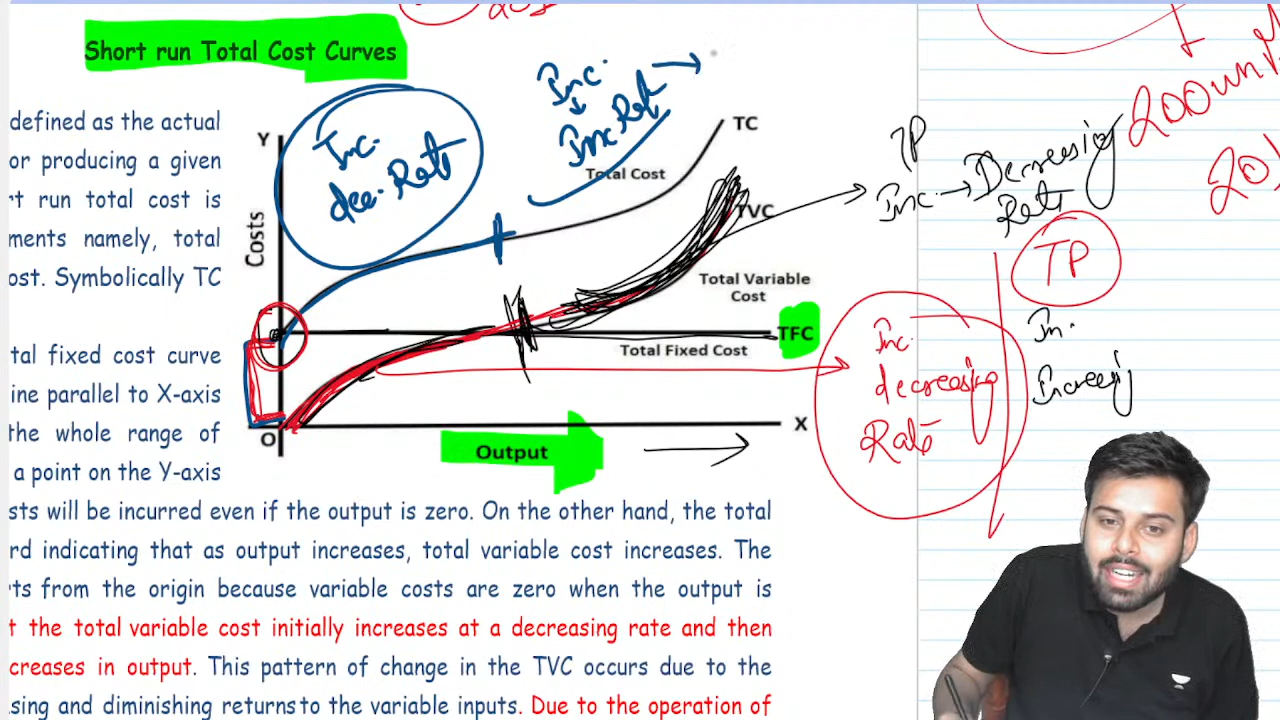 Short run Total Cost Curves
defined as the actual
or producing a given
rt run total cost is
ments namely, total
ost. Symbolically TC
tal fixed cost curve
ine parallel to X-axis
the whole range of
a point on the Y-axis
sts will be incurred even if the output is zero. On the other hand, the total
rd indicating that as output increases, total variable cost increases. The
rts from the origin because variable costs are zero when the output is
t the total variable cost initially increases at a decreasing rate and then
creases in output. This pattern of change in the TVC occurs due to the
sing and diminishing returns to the variable inputs. Due to the operation of
Y
Costs
Inc.
dec. Rate
Inc.
Inc Rate
TC
Total Cost
TVC
Total Variable
Cost
TFC
Total Fixed Cost
O
X
Output
TP
Inc. Decreasing
Rate
200 unit
20
TP
In.
Increasing
Inc.
decreasing
Rate